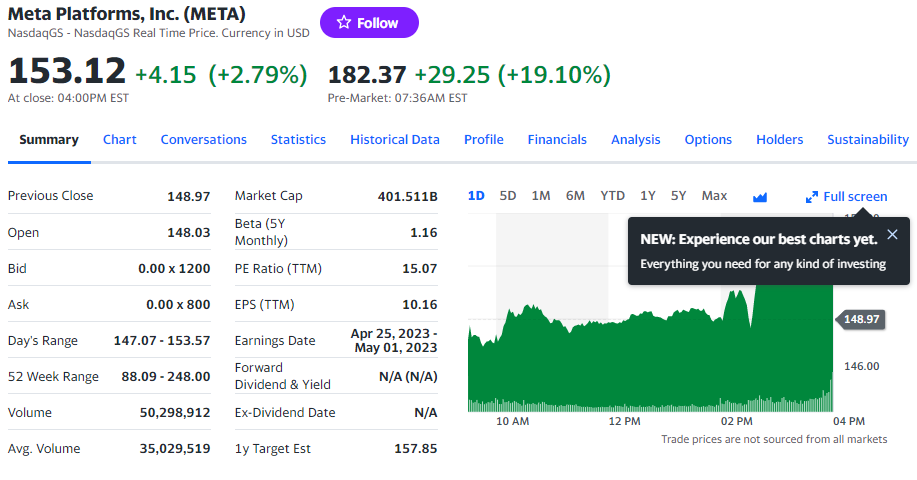 Meta Platforms, Inc. (META)
Follow
NasdaqGS - NasdaqGS Real Time Price. Currency in USD
153.12 +4.15 (+2.79%) 182.37 +29.25 (+19.10%)
At close: 04:00PM EST Pre-Market: 07:36AM EST
Summary Chart Conversations Statistics Historical Data Profile Financials Analysis Options Holders Sustainability
Previous Close 148.97
Open 148.03
Bid 0.00 x 1200
Ask 0.00 x 800
Day's Range 147.07 - 153.57
52 Week Range 88.09 - 248.00
Volume 50,298,912
Avg. Volume 35,029,519
Market Cap 401.511B
Beta (5Y
Monthly) 1.16
PE Ratio (TTM) 15.07
EPS (TTM) 10.16
Earnings Date Apr 25, 2023 -
May 01, 2023
Forward
Dividend & Yield N/A (N/A)
Ex-Dividend Date N/A
1y Target Est 157.85
1D 5D 1M 6M YTD 1Y 5Y Max Full screen
NEW: Experience our best charts yet.
Everything you need for any kind of investing
148.97
146.00
10 AM 12 PM 02 PM 04 PM
Trade prices are not sourced from all markets